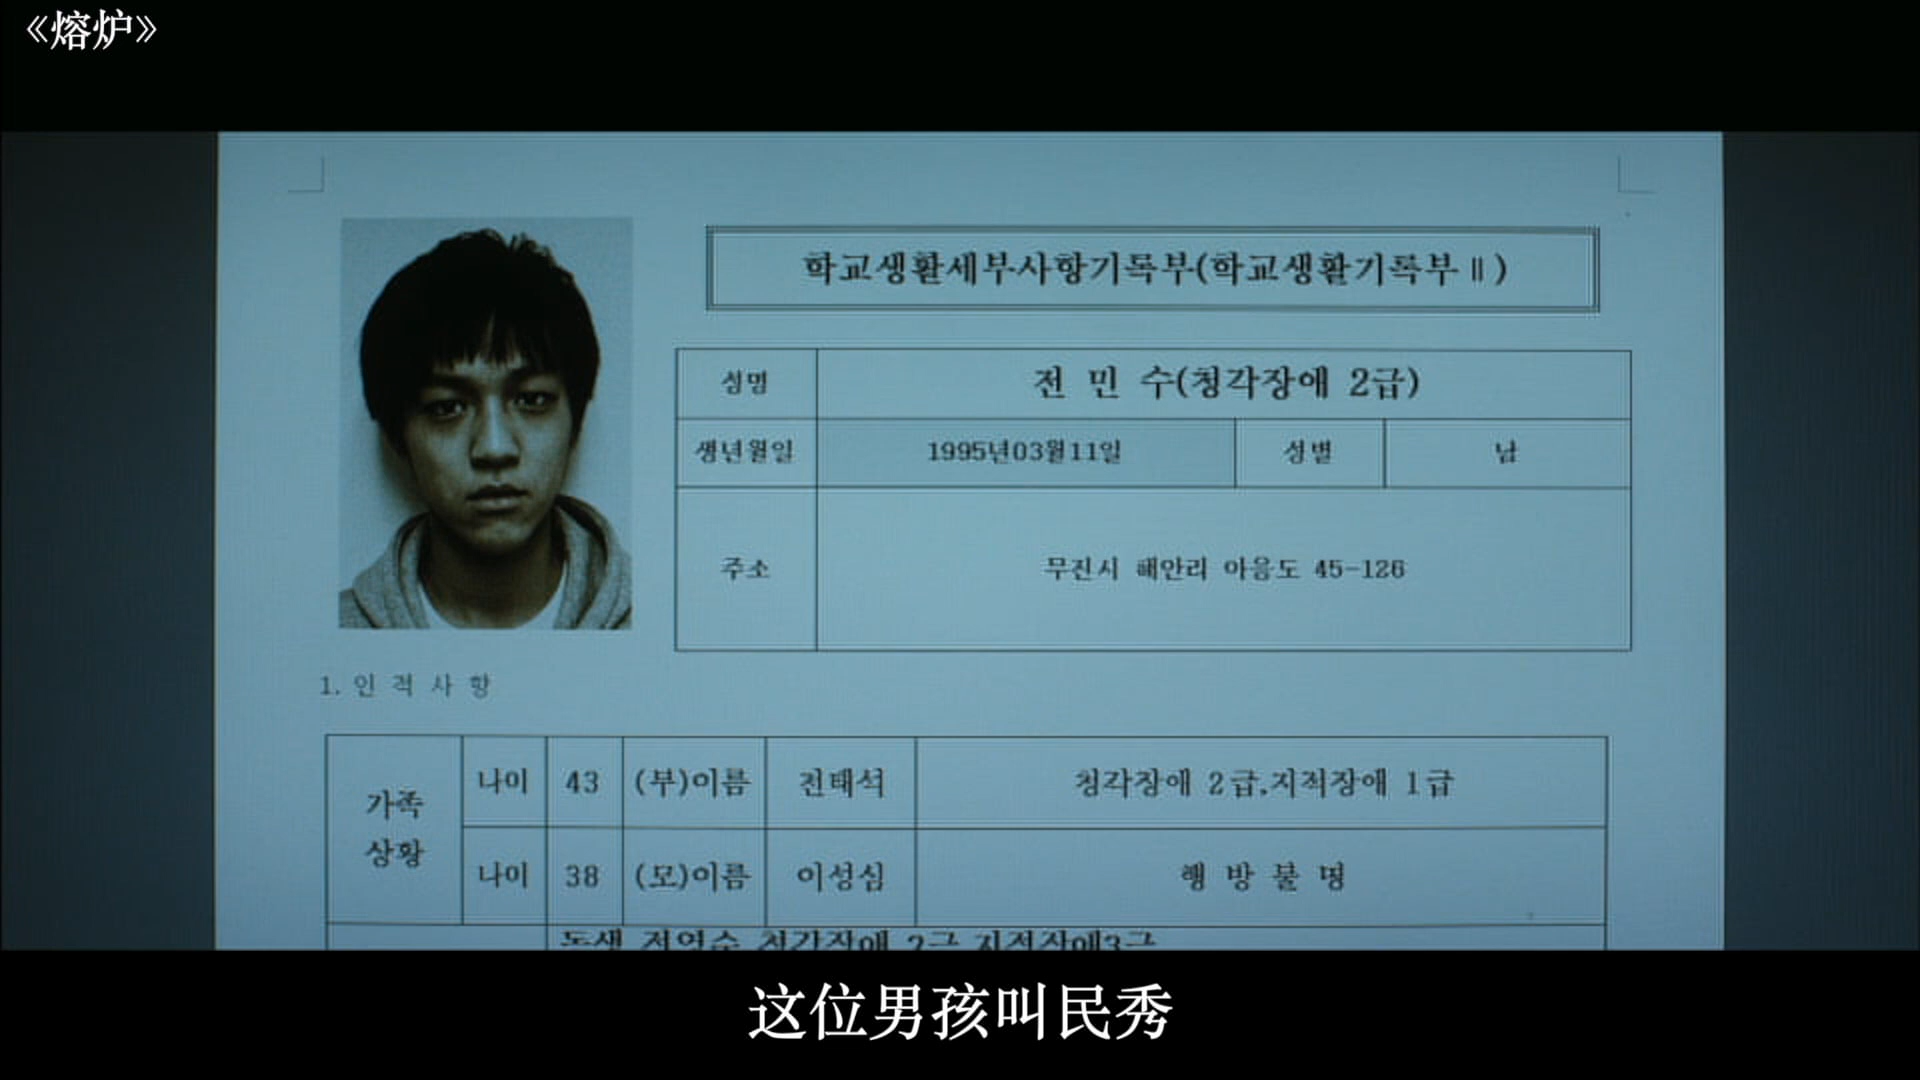 《熔炉》
학교생활세부사항기록부(학교생활기록부Ⅱ)
성명 전 민 수(청각장애 2급)
생년월일 1995년03월11일 성별 남
주소 무진시 해안리 아음도 45-126
1. 인 적 사 항
가족 상황
나이 43 (부)이름 전태석 청각장애 2급,지적장애 1급
나이 38 (모)이름 이성심 행 방 불 명
这位男孩叫民秀